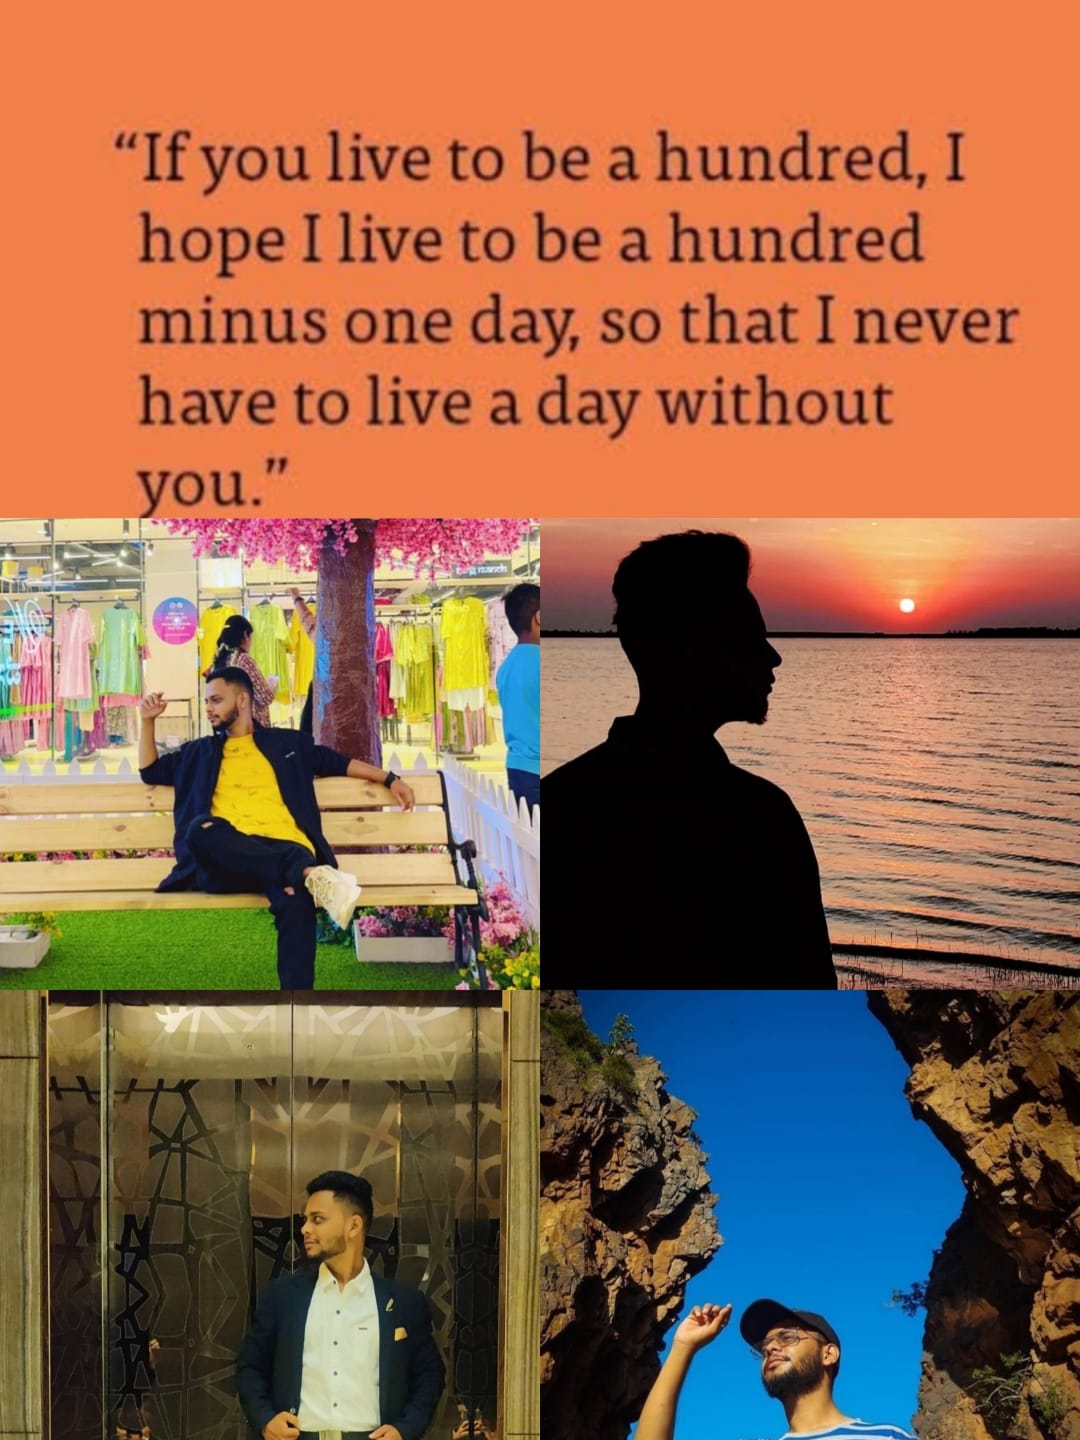 “If you live to be a hundred, I
hope I live to be a hundred
minus one day, so that I never
have to live a day without
you.”